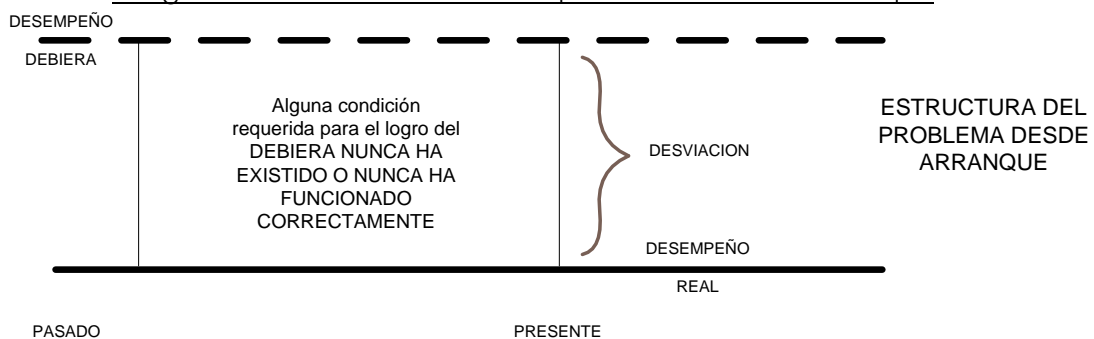 DESEMPEÑO
DEBIERA
Alguna condición
requerida para el logro del
DEBIERA NUNCA HA
EXISTIDO O NUNCA HA
FUNCIONADO
CORRECTAMENTE
DESVIACION
ESTRUCTURA DEL
PROBLEMA DESDE
ARRANQUE
DESEMPEÑO
REAL
PASADO
PRESENTE